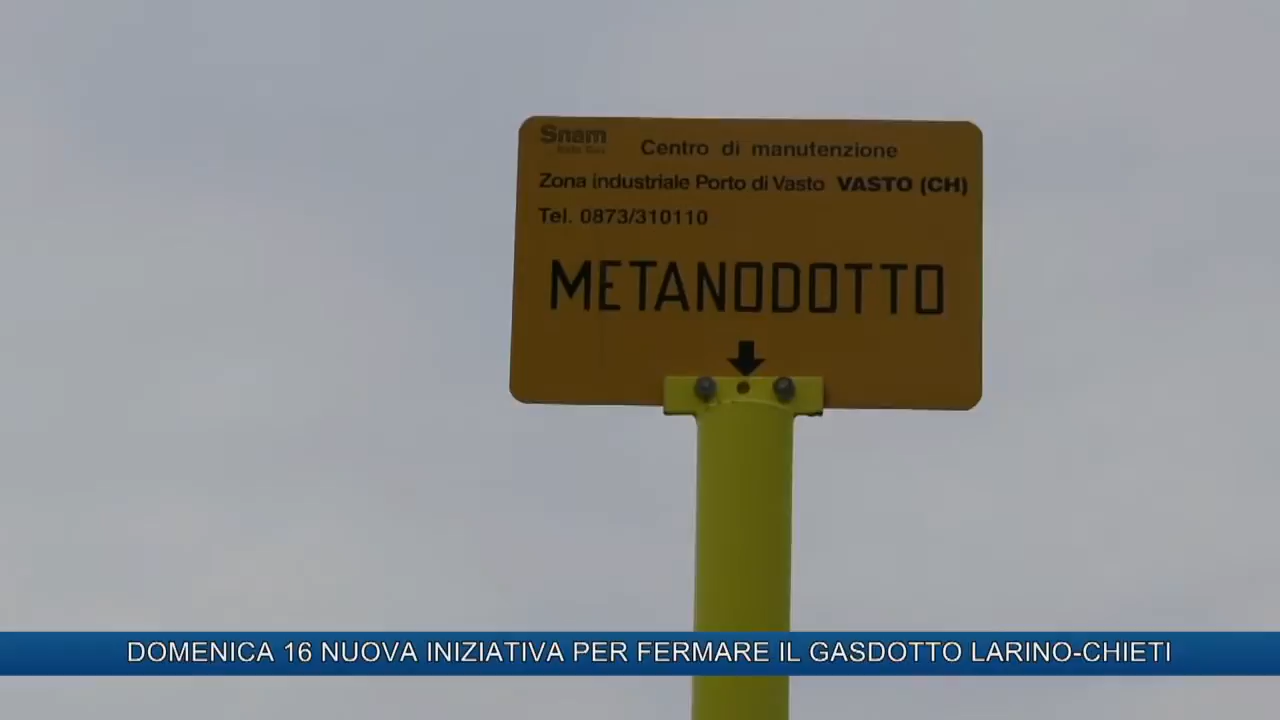 Snam
Centro di manutenzione
Zona industriale Porto di Vasto VASTO (CH)
Tel. 0873/310110
METANODOTTO
DOMENICA 16 NUOVA INIZIATIVA PER FERMARE IL GASDOTTO LARINO-CHIETI